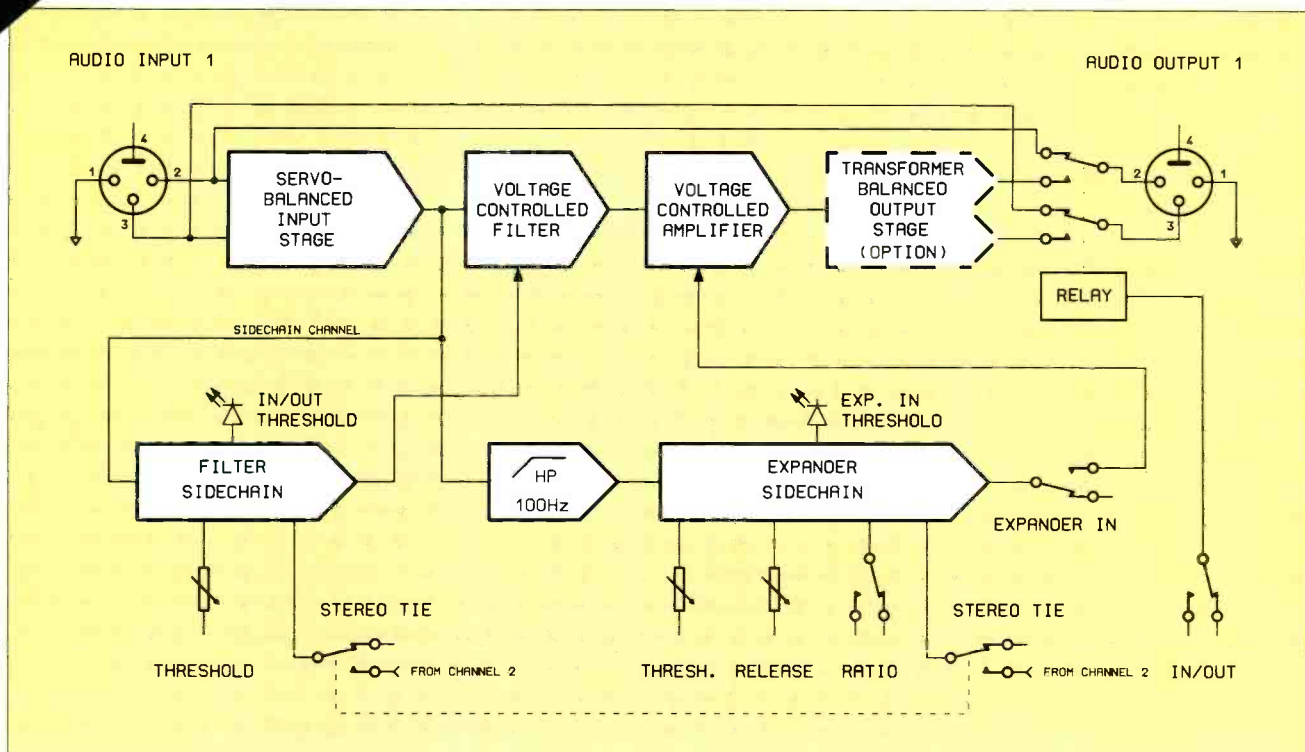 AUDIO INPUT 1
AUDIO OUTPUT 1
4
1
2
3
SERVO-
BALANCED
INPUT
STAGE
VOLTAGE
CONTROLLED
FILTER
VOLTAGE
CONTROLLED
AMPLIFIER
TRANSFORMER
BALANCED
OUTPUT
STAGE
(OPTION)
4
2
1
3
RELAY
SIDECHAIN CHANNEL
IN/OUT
THRESHOLD
EXP. IN
THRESHOLD
FILTER
SIDECHAIN
HP
100Hz
EXPANDER
SIDECHAIN
EXPANDER IN
STEREO TIE
STEREO TIE
THRESHOLD
FROM CHANNEL 2
THRESH. RELEASE RATIO
FROM CHANNEL 2
IN/OUT